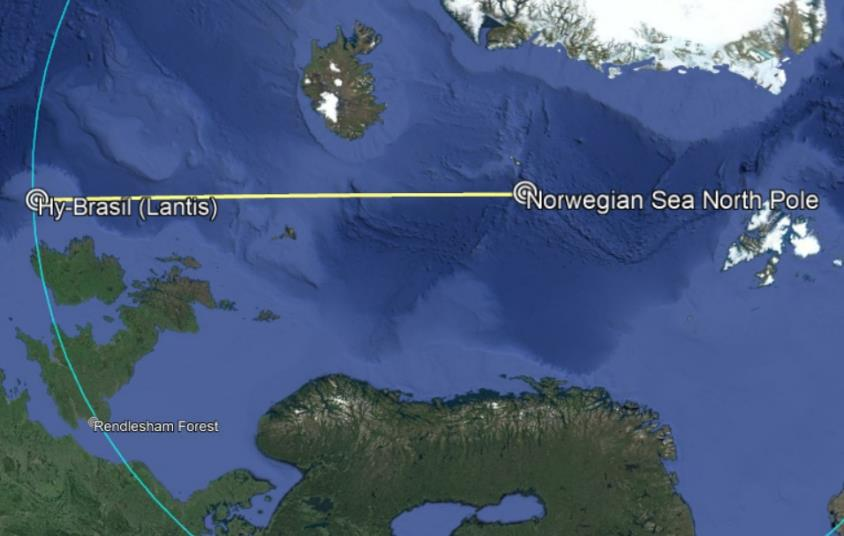 Hy-Brasil (Lantis)
Norwegian Sea North Pole
Rendlesham Forest